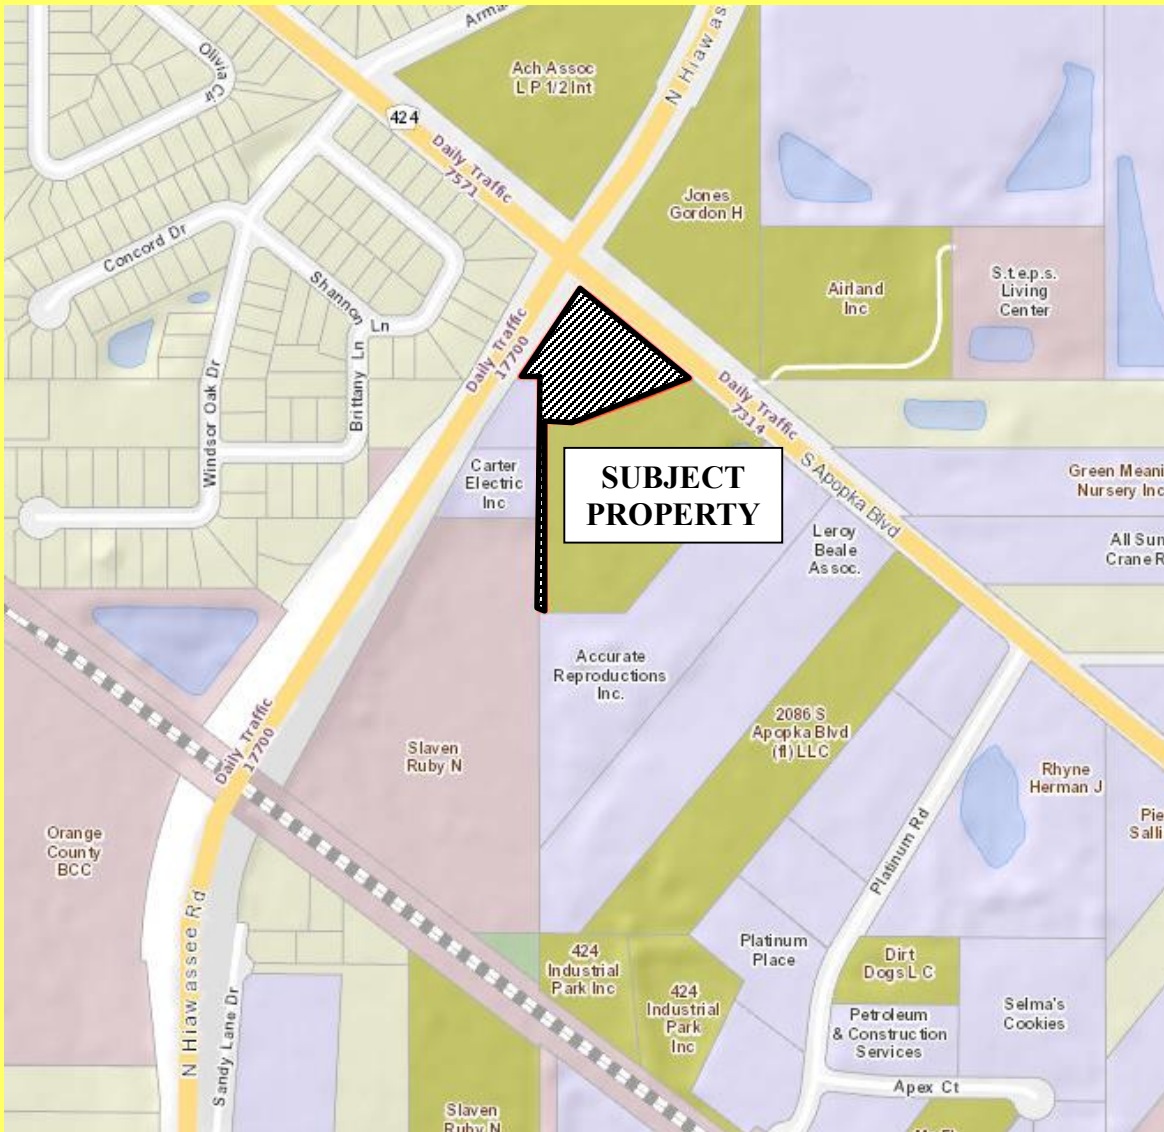 Arma
Olivia Cir
Ach Assoc
L P 1/2 Int
N Hiawas
424
Daily Traffic
7571
Jones
Gordon H
Concord Dr
Shannon Ln
Airland
Inc
S.t.e.p.s.
Living
Center
Daily Traffic
17700
Windsor Oak Dr
Brittany Ln
Daily Traffic
7314
S Apopka Blvd
Carter
Electric
Inc
SUBJECT
PROPERTY
Green Meani
Nursery Inc
Leroy
Beale
Assoc.
All Sun
Crane R
Accurate
Reproductions
Inc.
2086 S
Apopka Blvd
(fl) LLC
Daily Traffic
17700
Slaven
Ruby N
Rhyne
Herman J
Pie
Salli
Orange
County
BCC
Platinum Rd
N Hiawassee Rd
Sandy Lane Dr
424
Industrial
Park Inc
424
Industrial
Park
Inc
Platinum
Place
Dirt
Dogs L C
Selma's
Cookies
Petroleum
& Construction
Services
Apex Ct
Slaven
Ruby N